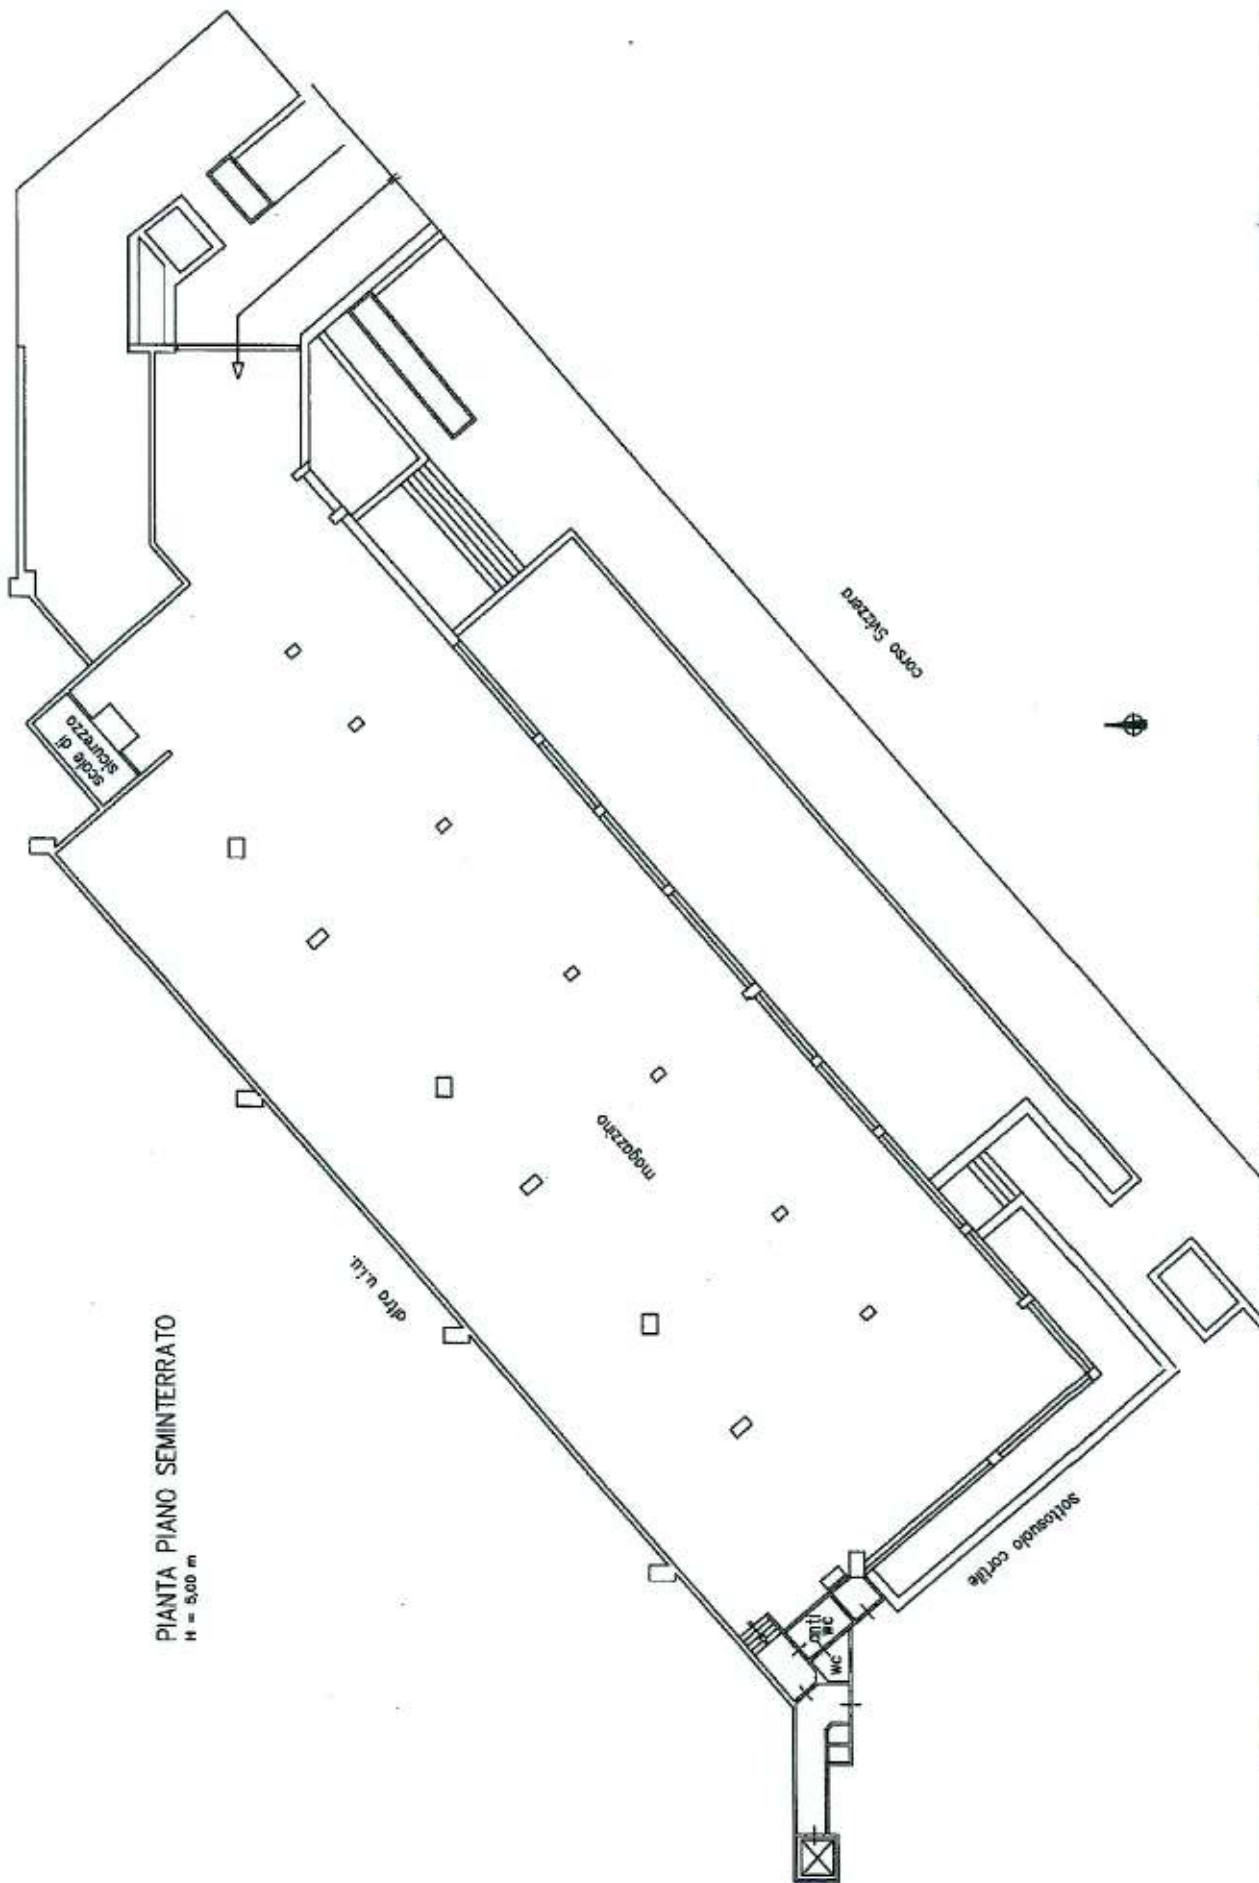 PIANTA PIANO SEMINTERRATO
H = 5,00 m
scale di
sicurezza
corso Svizzera
magazzino
altra u.i.u.
sottosuolo cortile
anti
wc
wc